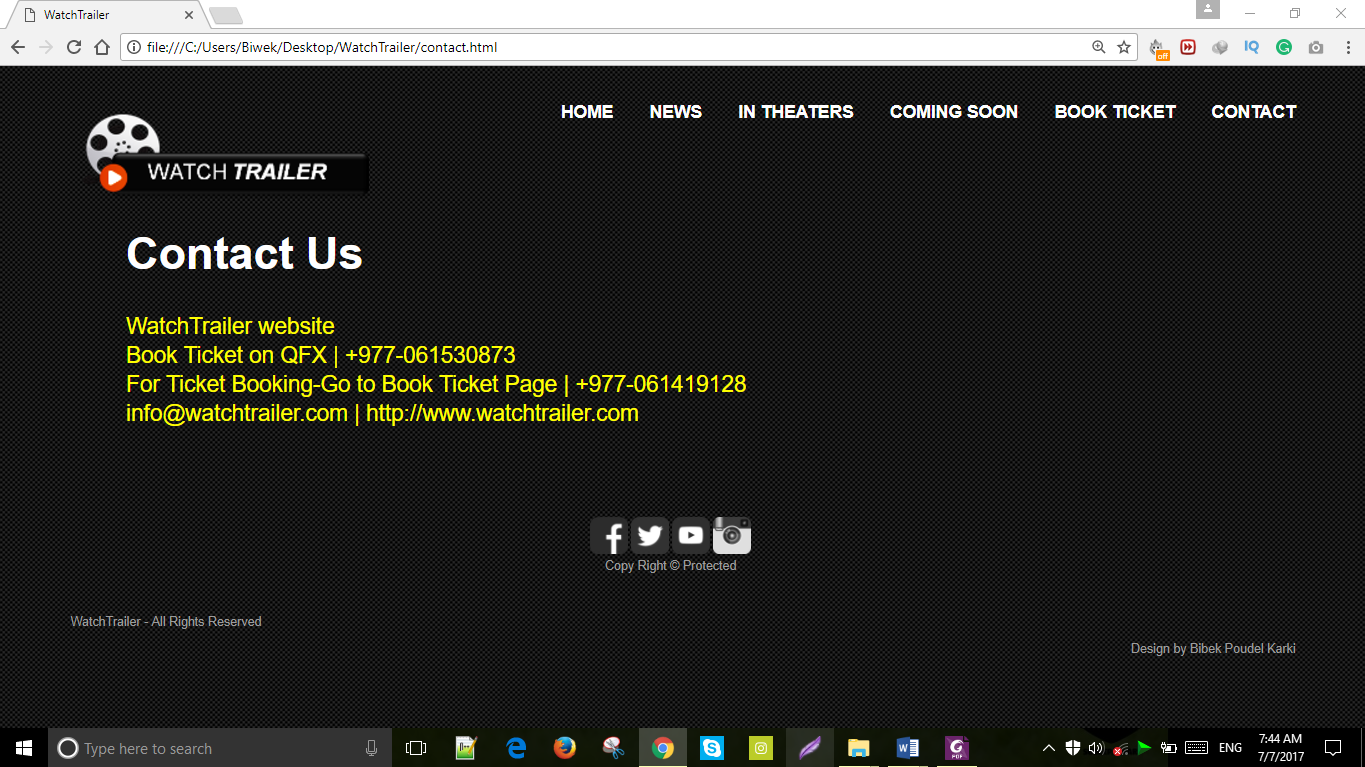 WatchTrailer
file:///C:/Users/Biwek/Desktop/WatchTrailer/contact.html
off
IQ
HOME NEWS IN THEATERS COMING SOON BOOK TICKET CONTACT
WATCH TRAILER
Contact Us
WatchTrailer website
Book Ticket on QFX | +977-061530873
For Ticket Booking-Go to Book Ticket Page | +977-061419128
info@watchtrailer.com | http://www.watchtrailer.com
Copy Right © Protected
WatchTrailer - All Rights Reserved
Design by Bibek Poudel Karki
Type here to search
PDF
ENG
7:44 AM
7/7/2017